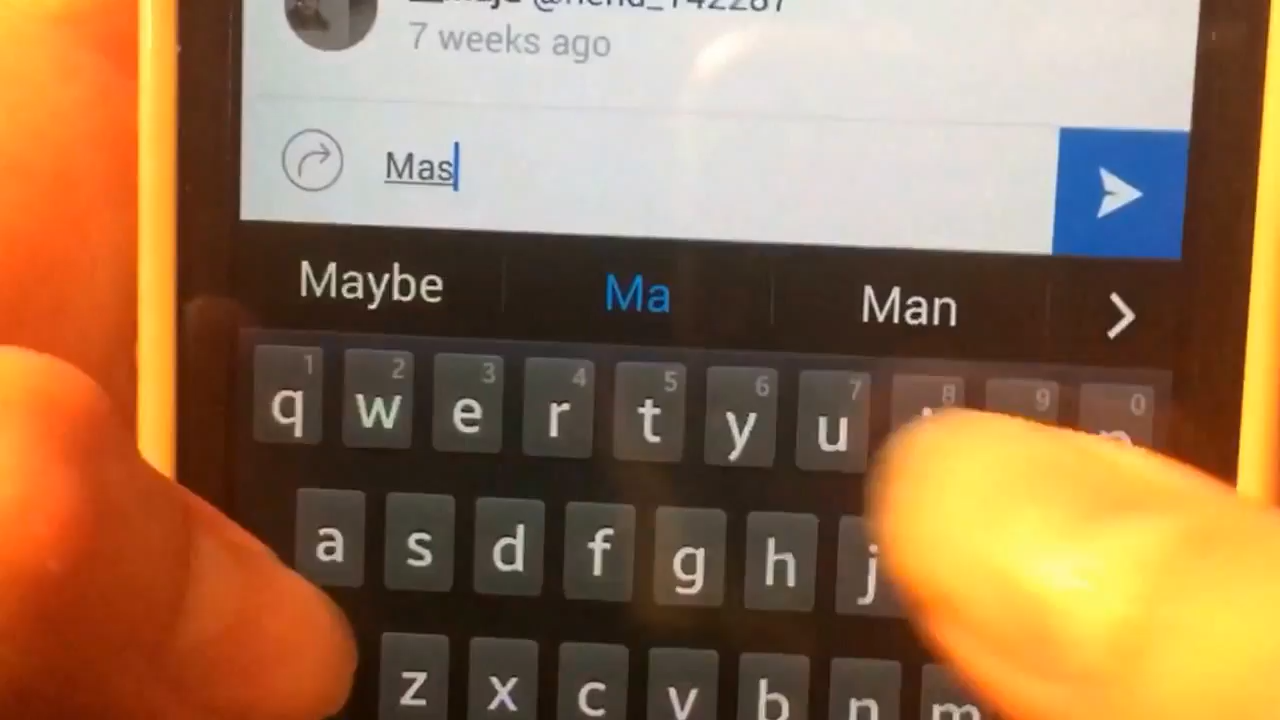 7 weeks ago
Mas
Maybe Ma Man
1 2 3 4 5 6 7 8 9 0
q w e r t y u
a s d f g h j
z x c v b n m